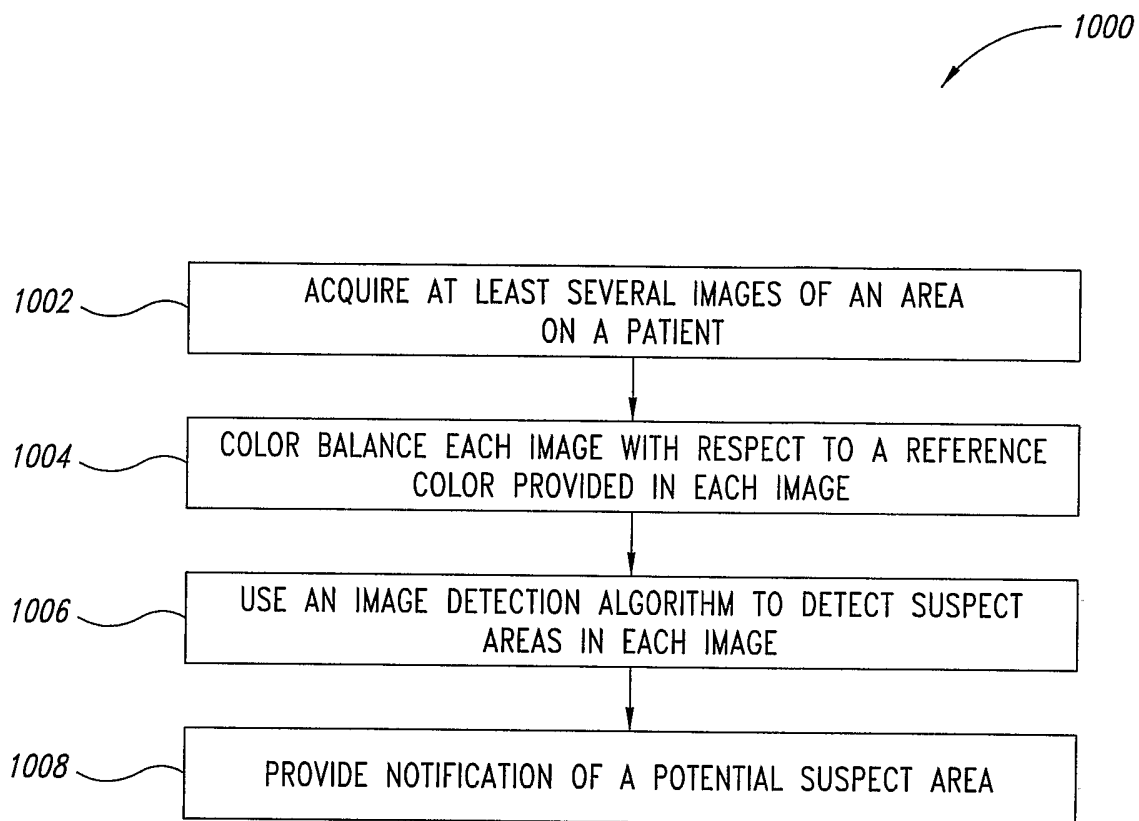 1000
1002
ACQUIRE AT LEAST SEVERAL IMAGES OF AN AREA
ON A PATIENT
1004
COLOR BALANCE EACH IMAGE WITH RESPECT TO A REFERENCE
COLOR PROVIDED IN EACH IMAGE
1006
USE AN IMAGE DETECTION ALGORITHM TO DETECT SUSPECT
AREAS IN EACH IMAGE
1008
PROVIDE NOTIFICATION OF A POTENTIAL SUSPECT AREA